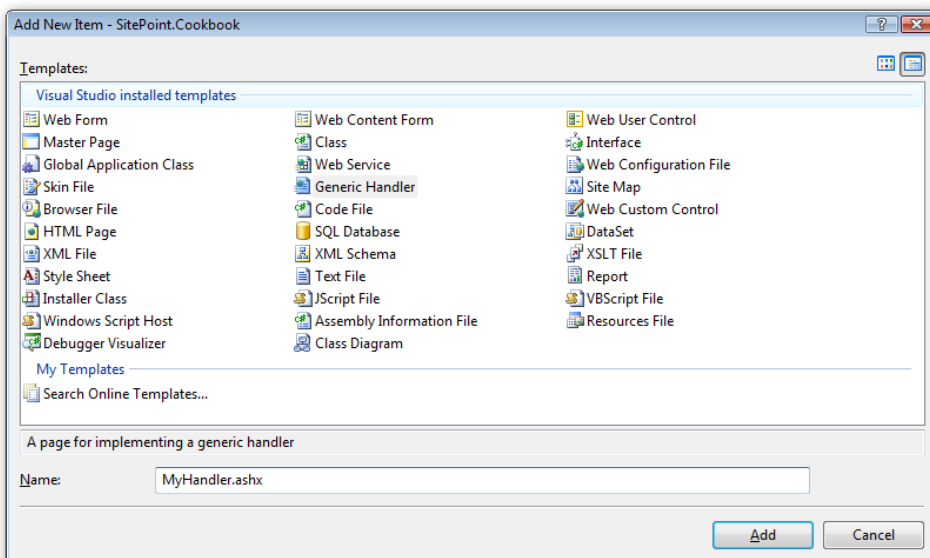 Add New Item - SitePoint.Cookbook
Templates:
Visual Studio installed templates
Web Form Web Content Form Web User Control
Master Page Class Interface
Global Application Class Web Service Web Configuration File
Skin File Generic Handler Site Map
Browser File Code File Web Custom Control
HTML Page SQL Database DataSet
XML File XML Schema XSLT File
Style Sheet Text File Report
Installer Class JScript File VBScript File
Windows Script Host Assembly Information File Resources File
Debugger Visualizer Class Diagram
My Templates
Search Online Templates...
A page for implementing a generic handler
Name: MyHandler.ashx
Add Cancel